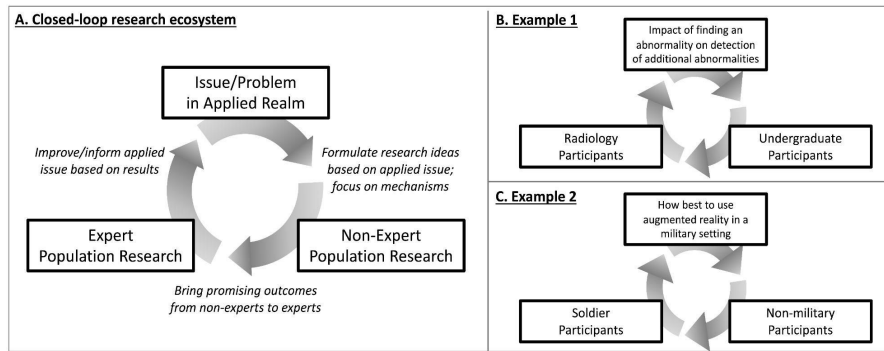 A. Closed-loop research ecosystem
Issue/Problem
in Applied Realm
Improve/inform applied
issue based on results
Formulate research ideas
based on applied issue;
focus on mechanisms
Expert
Population Research
Non-Expert
Population Research
Bring promising outcomes
from non-experts to experts
B. Example 1
Impact of finding an
abnormality on detection
of additional abnormalities
Radiology
Participants
Undergraduate
Participants
C. Example 2
How best to use
augmented reality in a
military setting
Soldier
Participants
Non-military
Participants